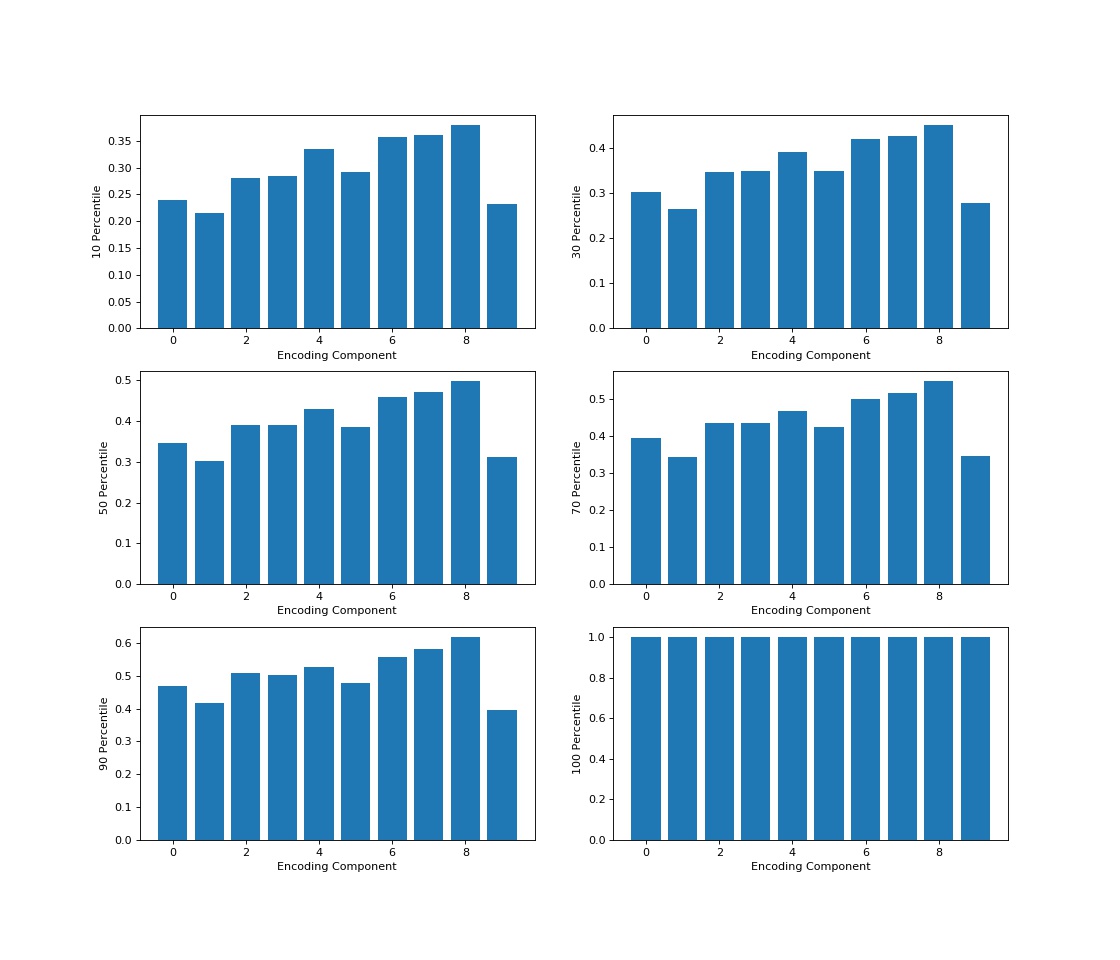 0.35
0.30
0.25
0.20
0.15
0.10
0.05
0.00
10 Percentile
0 2 4 6 8
Encoding Component
0.4
0.3
0.2
0.1
0.0
30 Percentile
0 2 4 6 8
Encoding Component
0.5
0.4
0.3
0.2
0.1
0.0
50 Percentile
0 2 4 6 8
Encoding Component
0.5
0.4
0.3
0.2
0.1
0.0
70 Percentile
0 2 4 6 8
Encoding Component
0.6
0.5
0.4
0.3
0.2
0.1
0.0
90 Percentile
0 2 4 6 8
Encoding Component
1.0
0.8
0.6
0.4
0.2
0.0
100 Percentile
0 2 4 6 8
Encoding Component